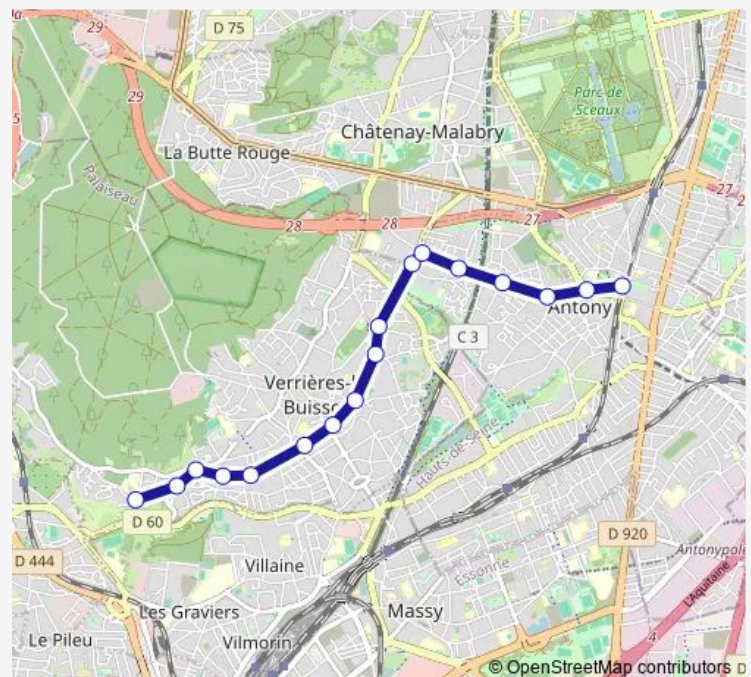 29
D 75
29
Parc de
Sceaux
Châtenay-Malabry
La Butte Rouge
Palaiseau
27
28
28
27
Antony
C 3
Verrières-l
Buisso
Hauts-de-Seine
D 60
D 920
D 444
Antonypole
Villaine
Essonne
L'Aquitaine
Les Graviers
Massy
4
Le Pileu
Vilmorin
© OpenStreetMap contributors